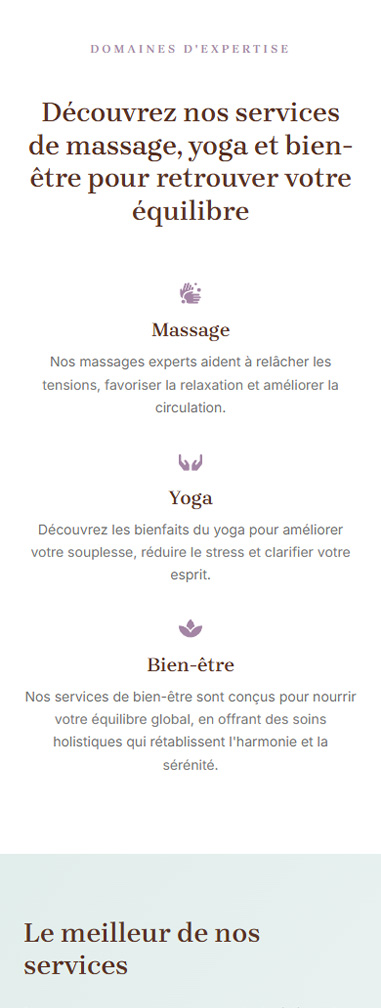 DOMAINES D'EXPERTISE
Découvrez nos services
de massage, yoga et bien-
être pour retrouver votre
équilibre
Massage
Nos massages experts aident à relâcher les
tensions, favoriser la relaxation et améliorer la
circulation.
Yoga
Découvrez les bienfaits du yoga pour améliorer
votre souplesse, réduire le stress et clarifier votre
esprit.
Bien-être
Nos services de bien-être sont conçus pour nourrir
votre équilibre global, en offrant des soins
holistiques qui rétablissent l'harmonie et la
sérénité.
Le meilleur de nos
services